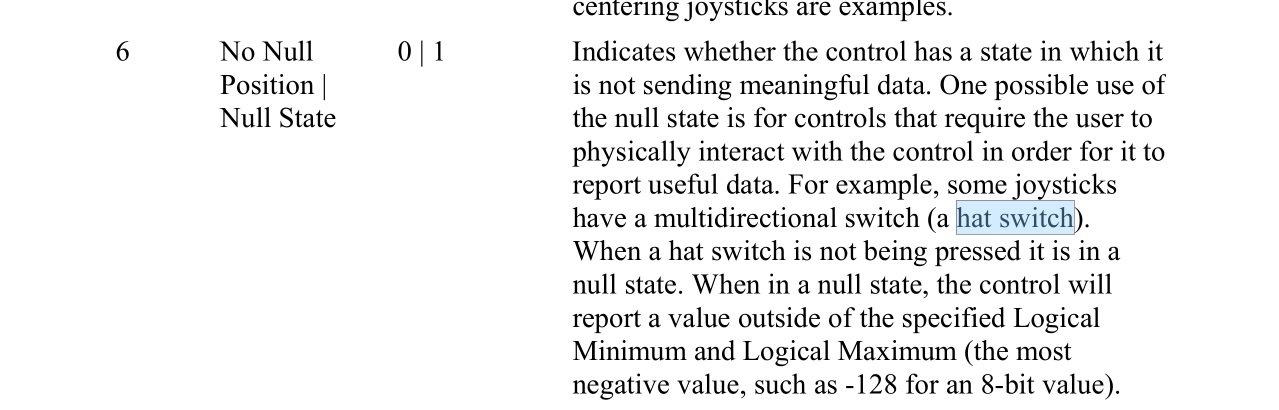 centering joysticks are examples.
6 No Null 0 | 1 Indicates whether the control has a state in which it
Position | is not sending meaningful data. One possible use of
Null State the null state is for controls that require the user to
physically interact with the control in order for it to
report useful data. For example, some joysticks
have a multidirectional switch (a hat switch).
When a hat switch is not being pressed it is in a
null state. When in a null state, the control will
report a value outside of the specified Logical
Minimum and Logical Maximum (the most
negative value, such as -128 for an 8-bit value).